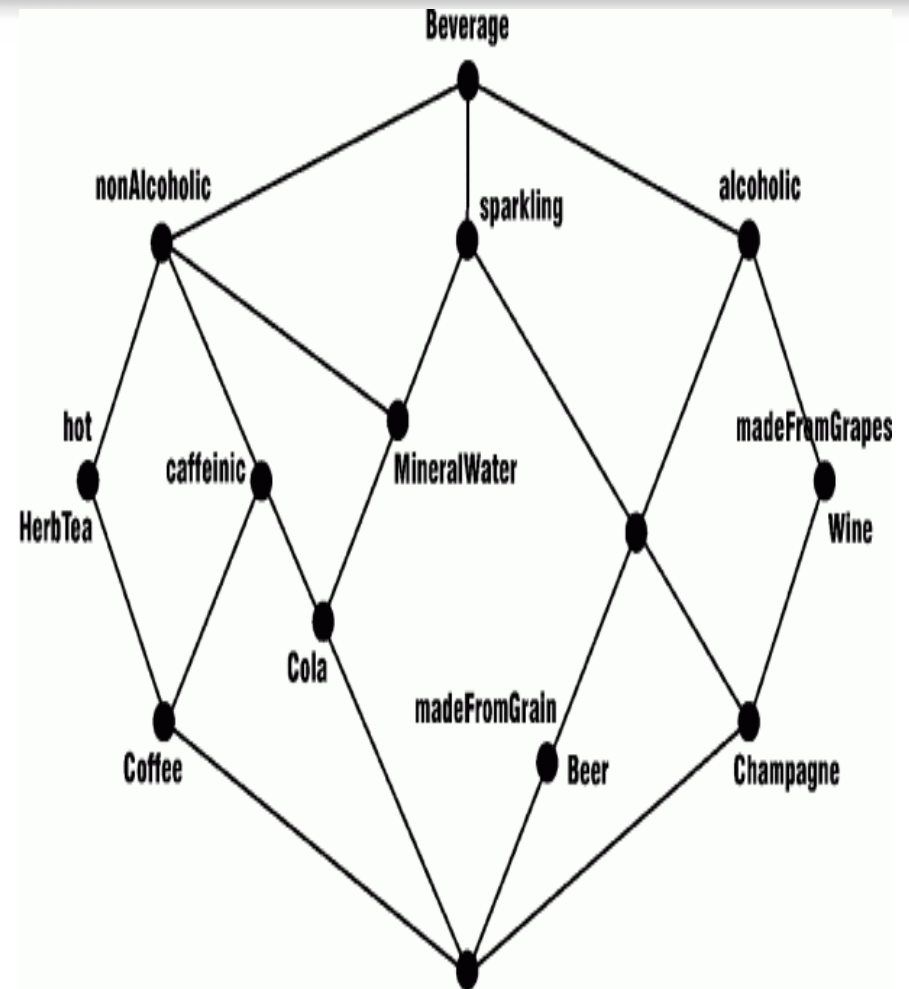 Beverage
nonAlcoholic
alcoholic
sparkling
hot
madeFromGrapes
caffeinic
MineralWater
HerbTea
Wine
Cola
madeFromGrain
Coffee
Beer
Champagne